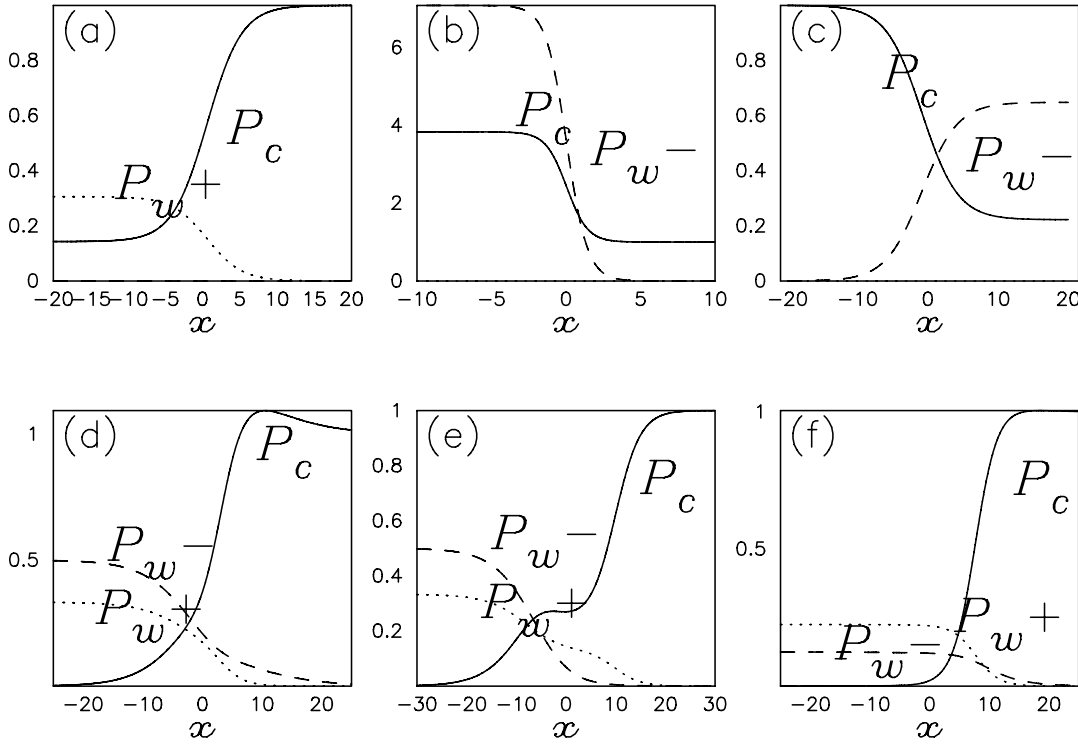 (a) (b) (c)
0.8 0.6 0.4 0.2 0
P_c
P_w+
−20 −15 −10 −5 0 5 10 15 20
x
6 4 2 0
P_c
P_w−
−10 −5 0 5 10
x
0.8 0.6 0.4 0.2 0
P_c
P_w−
−20 −10 0 10 20
x
(d) (e) (f)
1 0.5
P_c
P_w−
P_w+
−20 −10 0 10 20
x
1 0.8 0.6 0.4 0.2
P_c
P_w−
P_w+
−30 −20 −10 0 10 20 30
x
1 0.5
P_c
P_w+
P_w−
−20 −10 0 10 20
x